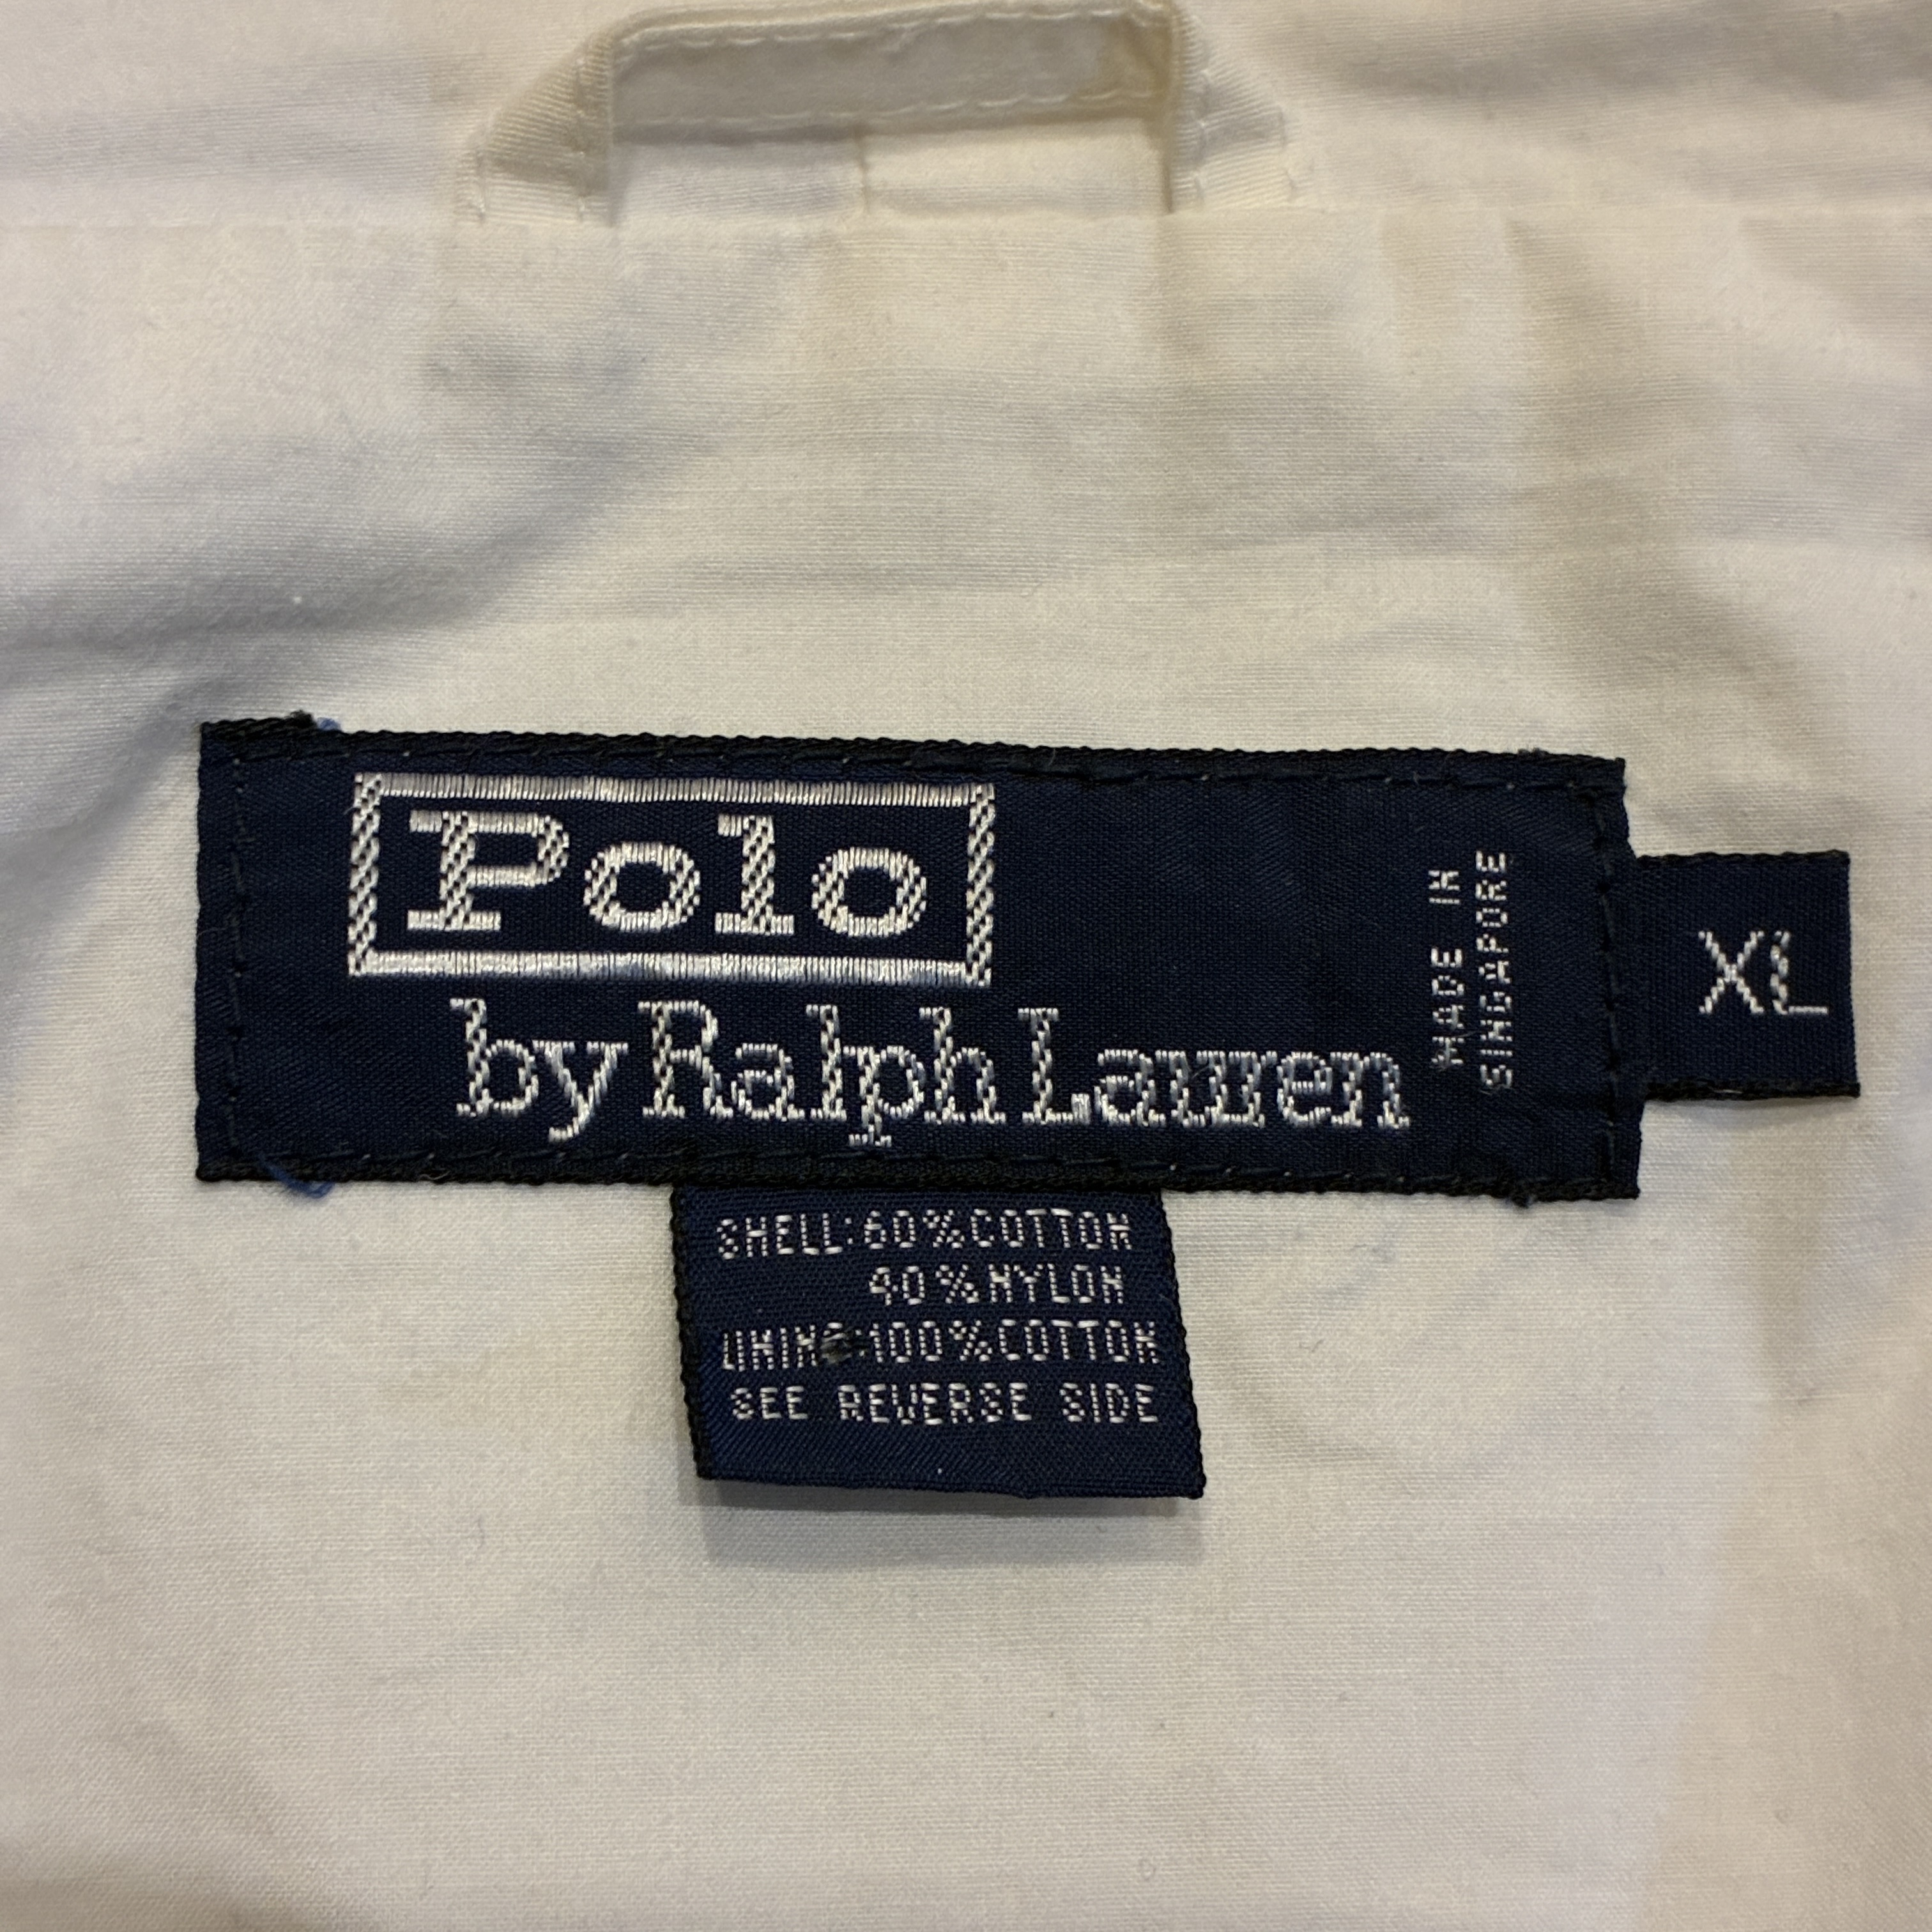 Polo
by Ralph Lauren
MADE IN
SINGAPORE
XL
SHELL: 60% COTTON
40% NYLON
LINING: 100% COTTON
SEE REVERSE SIDE